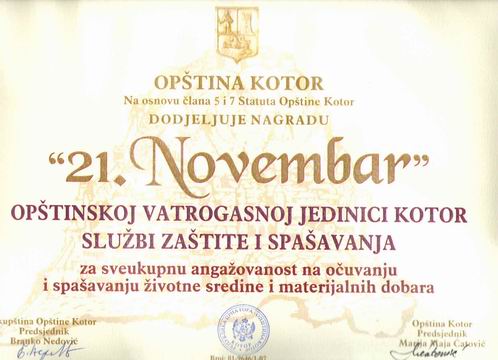 OPŠTINA KOTOR
Na osnovu člana 5 i 7 Statuta Opštine Kotor
DODJELJUJE NAGRADU
“21. Novembar”
OPŠTINSKOJ VATROGASNOJ JEDINICI KOTOR
SLUŽBI ZAŠTITE I SPAŠAVANJA
za sveukupnu angažovanost na očuvanju
i spašavanju životne sredine i materijalnih dobara
kupština Opštine Kotor
Predsjednik
Branko Nedović
Opština Kotor
Predsjednik
Marija Maja Ćatović
Broj: